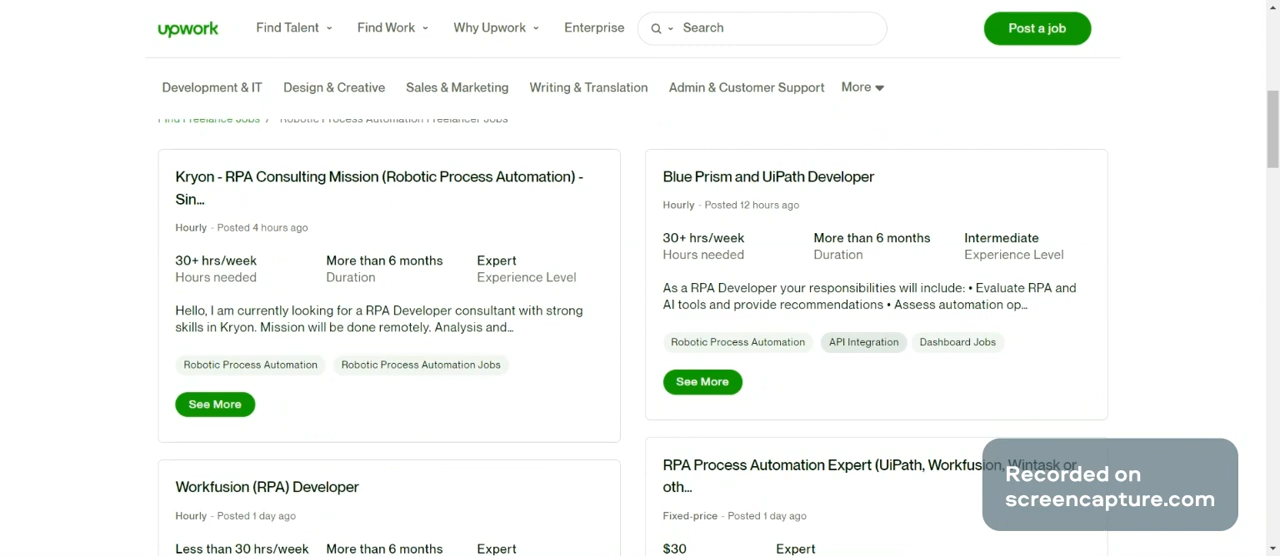 upwork Find Talent Find Work Why Upwork Enterprise Search Post a job
Development & IT Design & Creative Sales & Marketing Writing & Translation Admin & Customer Support More
Find Freelance Jobs / Robotic Process Automation Freelancer Jobs
Kryon - RPA Consulting Mission (Robotic Process Automation) -
Sin...
Hourly - Posted 4 hours ago
30+ hrs/week More than 6 months Expert
Hours needed Duration Experience Level
Hello, I am currently looking for a RPA Developer consultant with strong
skills in Kryon. Mission will be done remotely. Analysis and...
Robotic Process Automation Robotic Process Automation Jobs
See More
Blue Prism and UiPath Developer
Hourly - Posted 12 hours ago
30+ hrs/week More than 6 months Intermediate
Hours needed Duration Experience Level
As a RPA Developer your responsibilities will include: • Evaluate RPA and
AI tools and provide recommendations • Assess automation op...
Robotic Process Automation API Integration Dashboard Jobs
See More
Workfusion (RPA) Developer
Hourly - Posted 1 day ago
Less than 30 hrs/week More than 6 months Expert
RPA Process Automation Expert (UiPath, Workfusion, Wintask or
oth...
Fixed-price - Posted 1 day ago
$30 Expert
Recorded on
screencapture.com